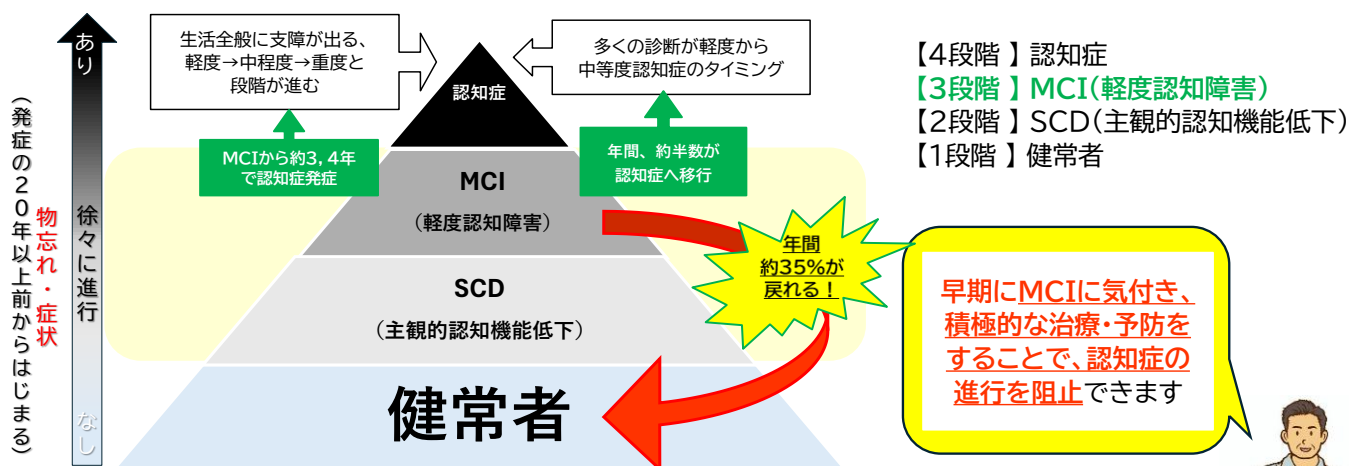 あり
徐々に進行
なし
物忘れ・症状
(発症の20年以上前からはじまる)
生活全般に支障が出る、
軽度→中程度→重度と
段階が進む
多くの診断が軽度から
中等度認知症のタイミング
認知症
MCIから約3,4年
で認知症発症
年間、約半数が
認知症へ移行
MCI
(軽度認知障害)
SCD
(主観的認知機能低下)
健常者
年間
約35%が
戻れる!
【4段階 】 認知症
【3段階 】 MCI(軽度認知障害)
【2段階 】 SCD(主観的認知機能低下)
【1段階 】 健常者
早期にMCIに気付き、
積極的な治療・予防を
することで、認知症の
進行を阻止できます